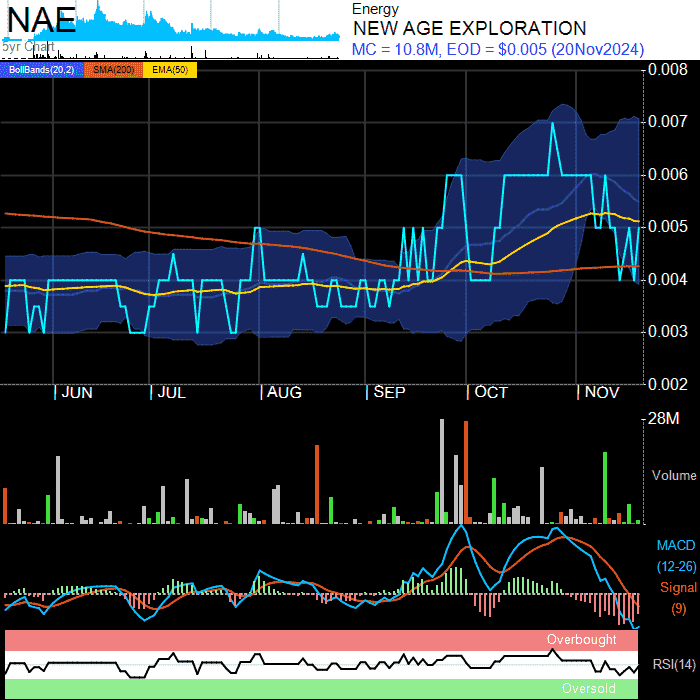 NAE
5yr Chart
Energy
NEW AGE EXPLORATION
MC = 10.8M, EOD = $0.005 (20Nov2024)
BollBands(20,2) SMA(200) EMA(50)
0.008
0.007
0.006
0.005
0.004
0.003
0.002
JUN JUL AUG SEP OCT NOV
28M
Volume
MACD
(12-26)
Signal
(9)
Overbought
RSI(14)
Oversold